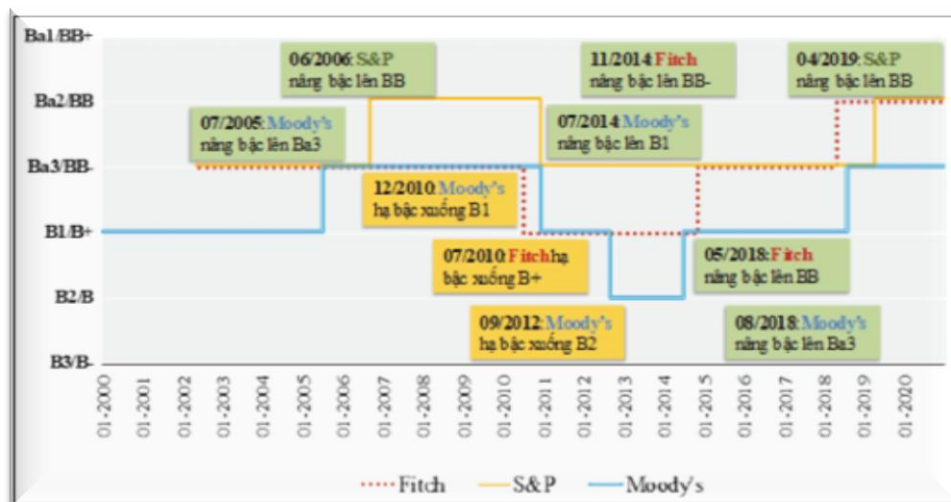 Ba1/BB+
06/2006: S&P
nâng bậc lên BB
11/2014: Fitch
nâng bậc lên BB-
04/2019: S&P
nâng bậc lên BB
Ba2/BB
07/2005: Moody's
nâng bậc lên Ba3
07/2014: Moody's
nâng bậc lên B1
Ba3/BB-
12/2010: Moody's
hạ bậc xuống B1
B1/B+
07/2010: Fitch hạ
bậc xuống B+
05/2018: Fitch
nâng bậc lên BB
B2/B
09/2012: Moody's
hạ bậc xuống B2
08/2018: Moody's
nâng bậc lên Ba3
B3/B-
01-2000
01-2001
01-2002
01-2003
01-2004
01-2005
01-2006
01-2007
01-2008
01-2009
01-2010
01-2011
01-2012
01-2013
01-2014
01-2015
01-2016
01-2017
01-2018
01-2019
01-2020
Fitch
S&P
Moody's